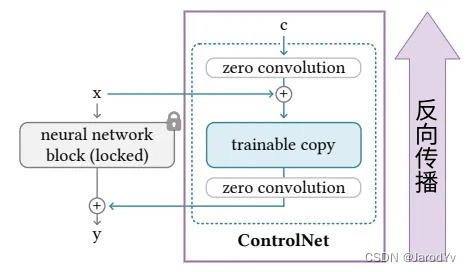 c
zero convolution
+
x
neural network
block (locked)
trainable copy
zero convolution
+
y
ControlNet
反向传播
CSDN @JarodYv